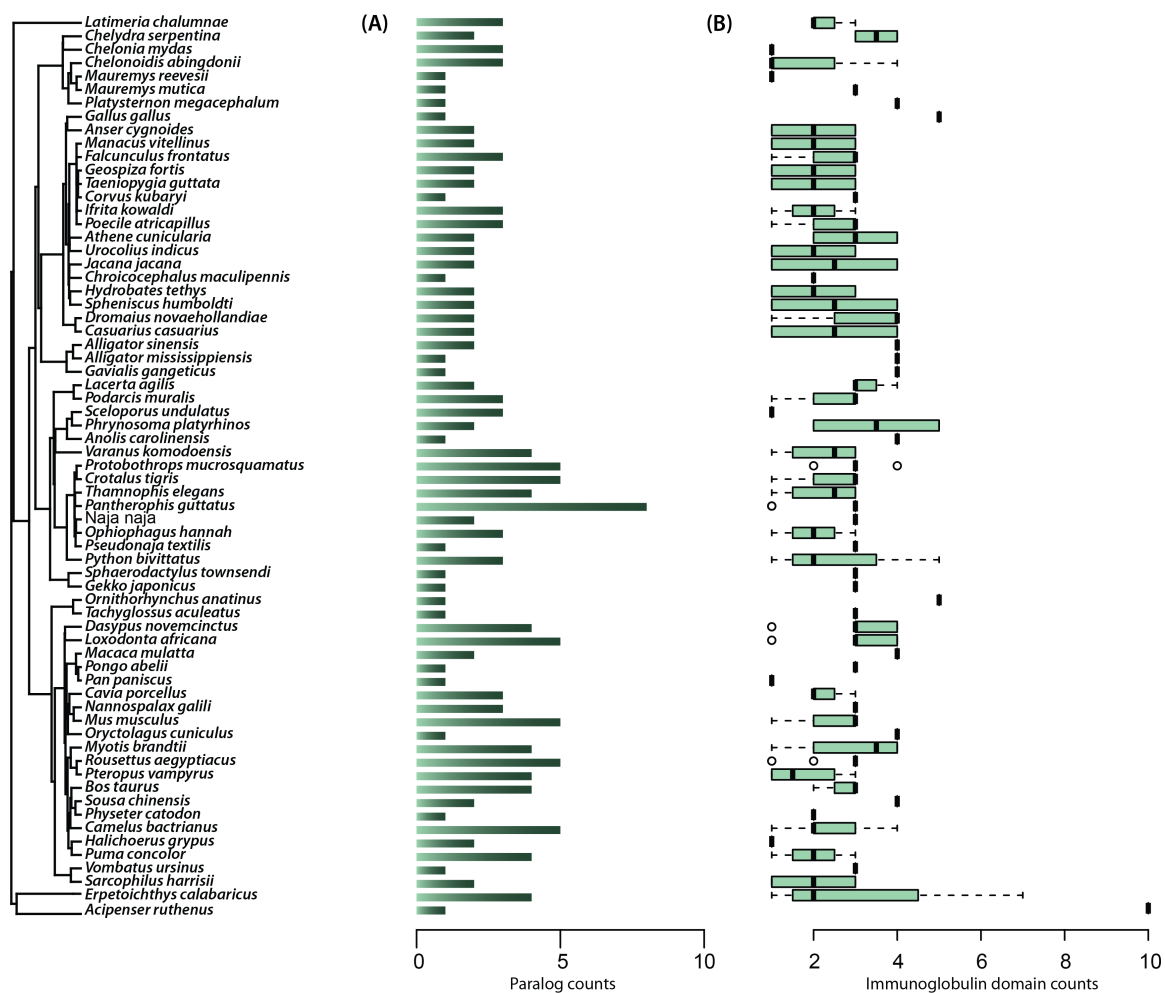 (A) (B)
Latimeria chalumnae
Chelydra serpentina
Chelonia mydas
Chelonoidis abingdonii
Mauremys reevesii
Mauremys mutica
Platysternon megacephalum
Gallus gallus
Anser cygnoides
Manacus vitellinus
Falcunculus frontatus
Geospiza fortis
Taeniopygia guttata
Corvus kubaryi
Ifrita kowaldi
Poecile atricapillus
Athene cunicularia
Urocolius indicus
Jacana jacana
Chroicocephalus maculipennis
Hydrobates tethys
Spheniscus humboldti
Dromaius novaehollandiae
Casuarius casuarius
Alligator sinensis
Alligator mississippiensis
Gavialis gangeticus
Lacerta agilis
Podarcis muralis
Sceloporus undulatus
Phrynosoma platyrhinos
Anolis carolinensis
Varanus komodoensis
Protobothrops mucrosquamatus
Crotalus tigris
Thamnophis elegans
Pantherophis guttatus
Naja naja
Ophiophagus hannah
Pseudonaja textilis
Python bivittatus
Sphaerodactylus townsendi
Gekko japonicus
Ornithorhynchus anatinus
Tachyglossus aculeatus
Dasypus novemcinctus
Loxodonta africana
Macaca mulatta
Pongo abelii
Pan paniscus
Cavia porcellus
Nannospalax galili
Mus musculus
Oryctolagus cuniculus
Myotis brandtii
Rousettus aegyptiacus
Pteropus vampyrus
Bos taurus
Sousa chinensis
Physeter catodon
Camelus bactrianus
Halichoerus grypus
Puma concolor
Vombatus ursinus
Sarcophilus harrisii
Erpetoichthys calabaricus
Acipenser ruthenus
0 5 10 2 4 6 8 10
Paralog counts Immunoglobulin domain counts